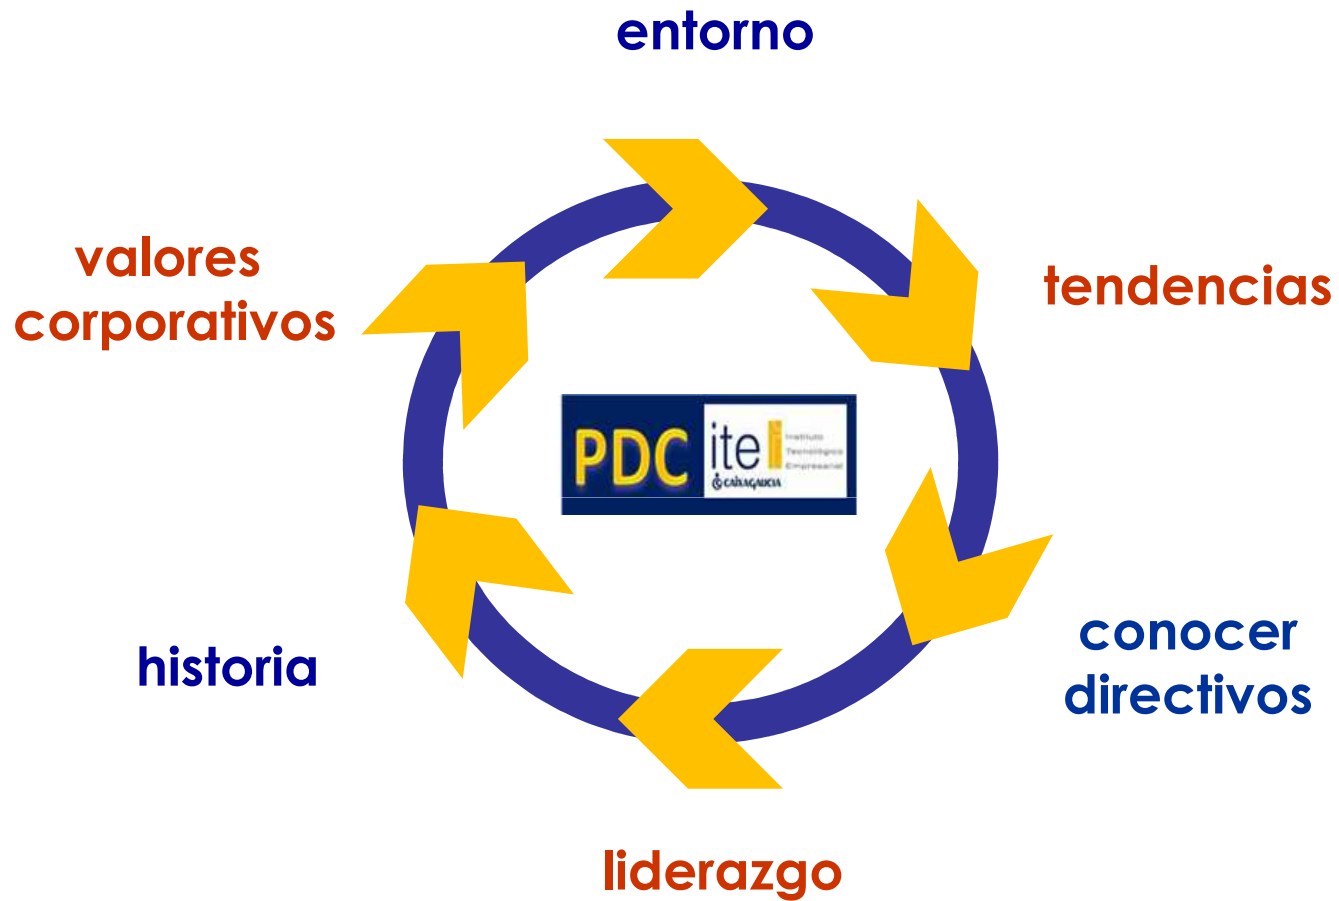 entorno
valores
corporativos
tendencias
PDC
ite
Instituto
Tecnológico
Empresarial
CAIXAGALICIA
conocer
directivos
historia
liderazgo